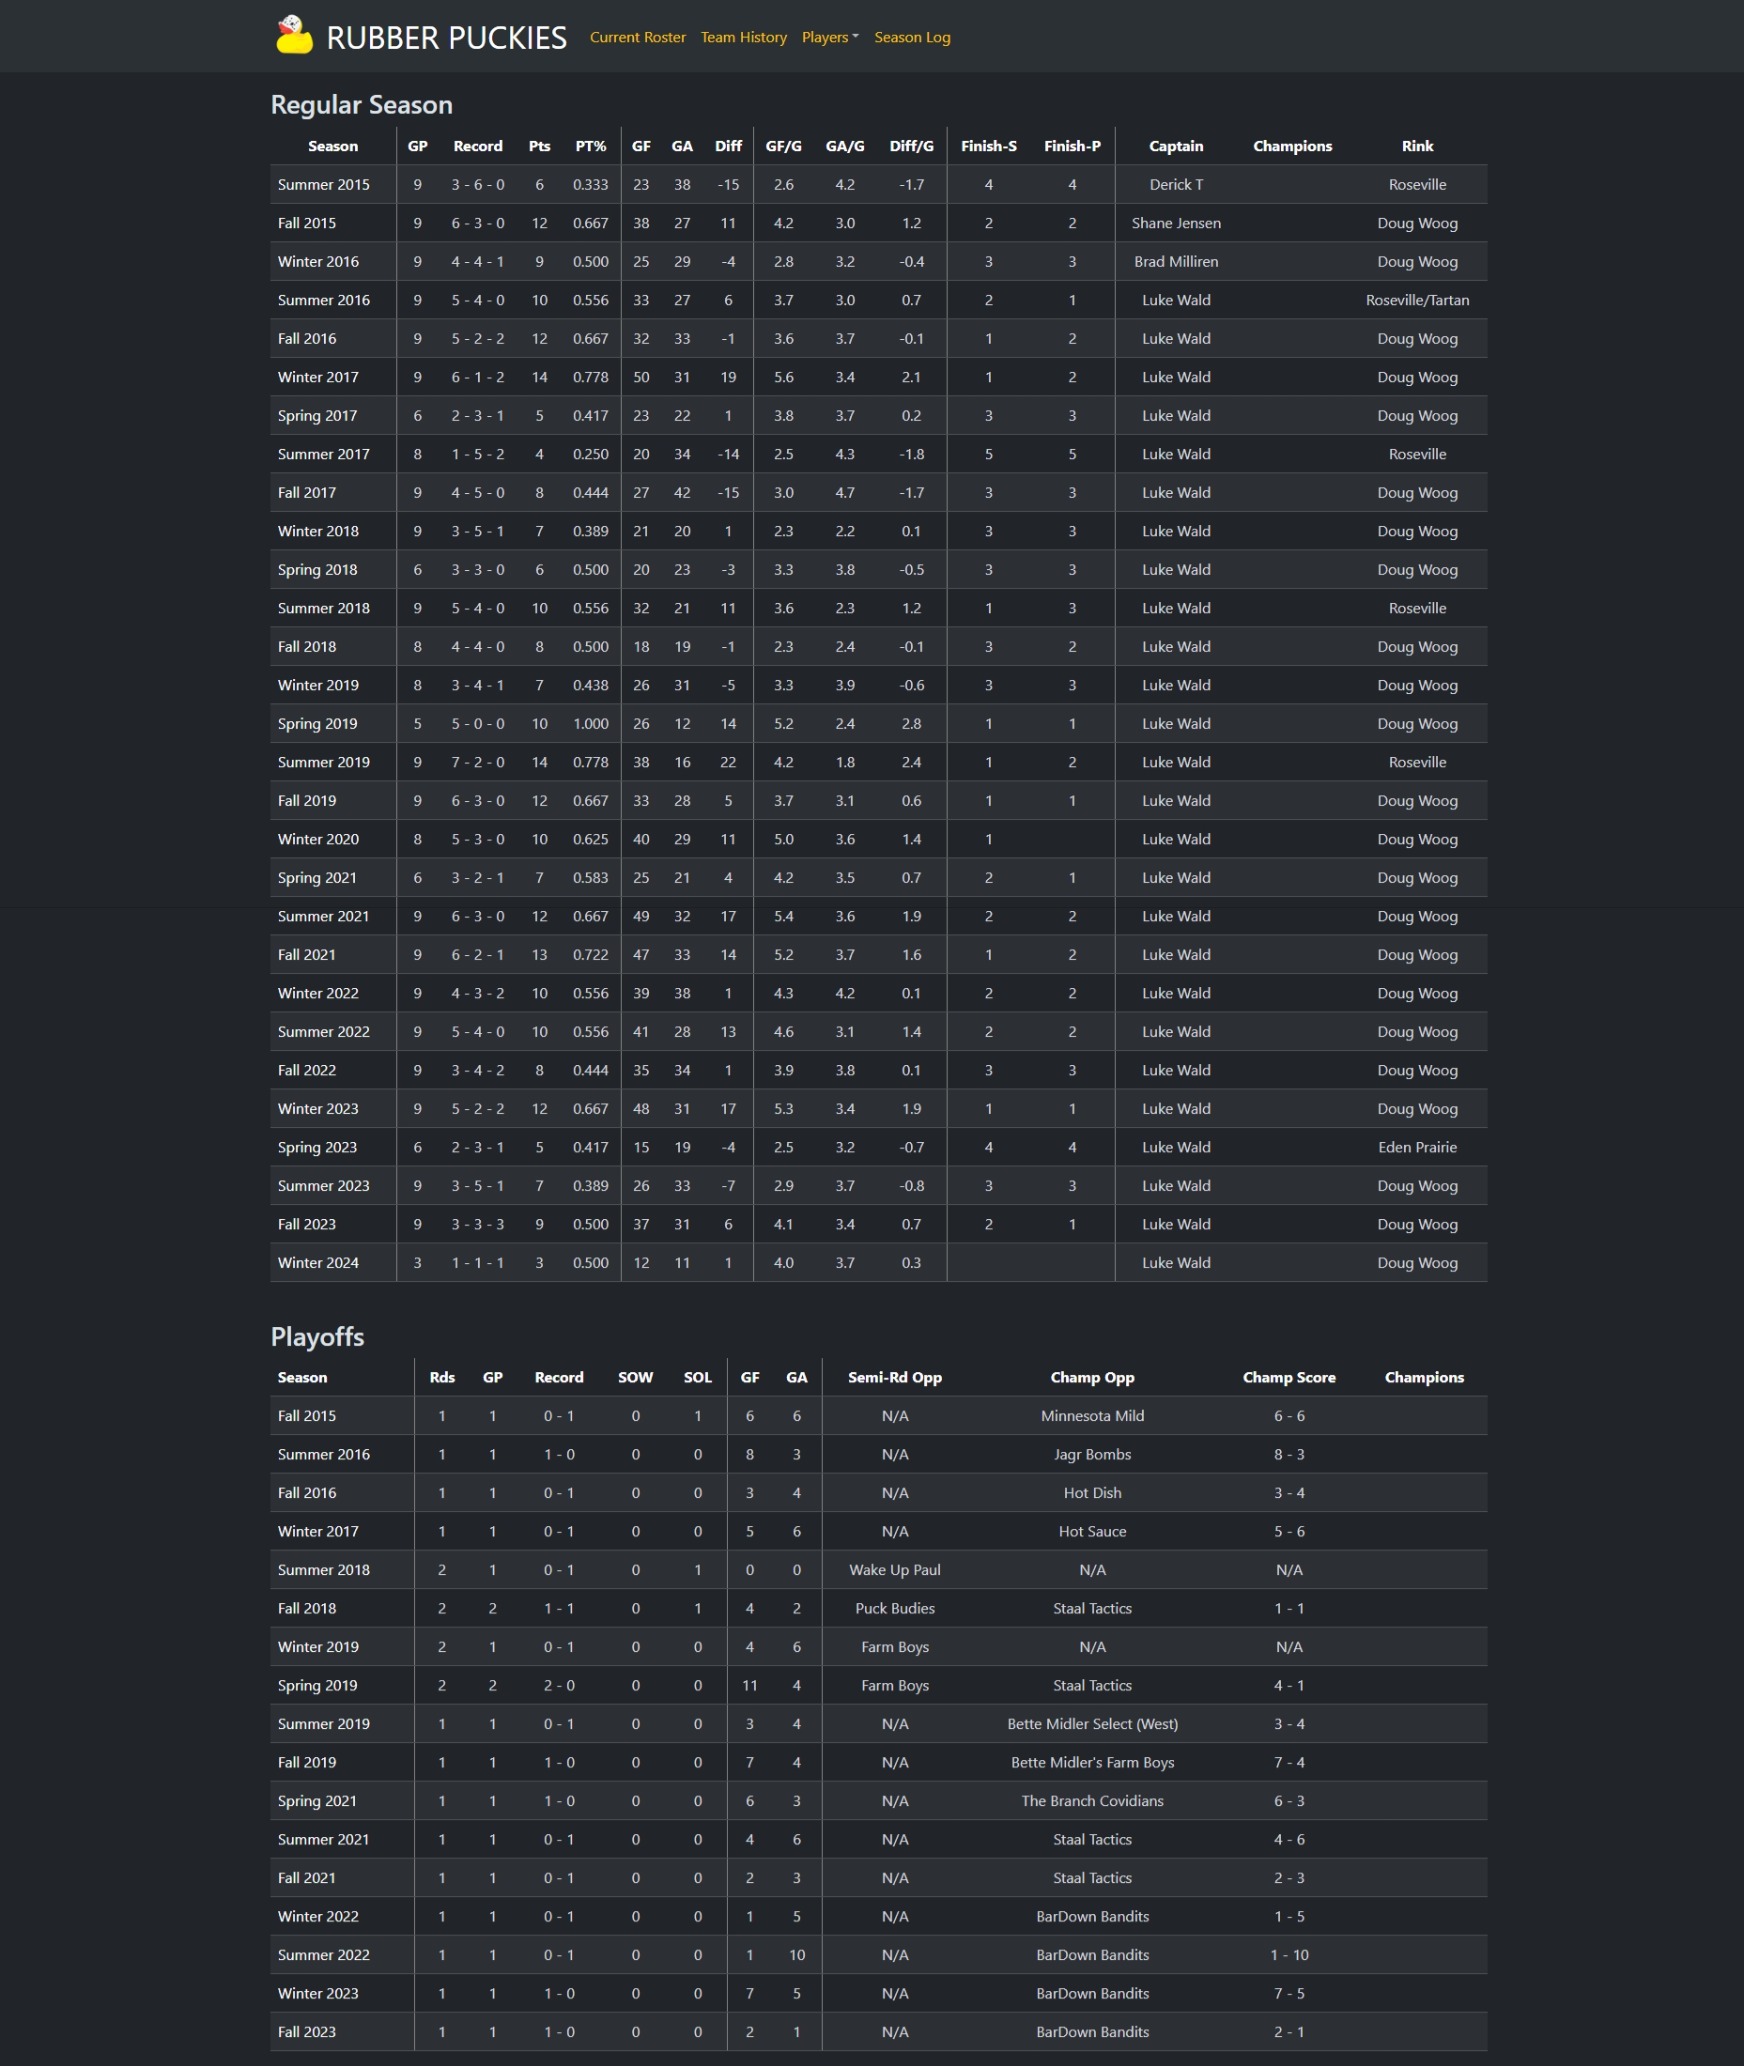 RUBBER PUCKIES Current Roster Team History Players Season Log
Regular Season
Season GP Record Pts PT% GF GA Diff GF/G GA/G Diff/G Finish-S Finish-P Captain Champions Rink
Summer 2015 9 3 - 6 - 0 6 0.333 23 38 -15 2.6 4.2 -1.7 4 4 Derick T Roseville
Fall 2015 9 6 - 3 - 0 12 0.667 38 27 11 4.2 3.0 1.2 2 2 Shane Jensen Doug Woog
Winter 2016 9 4 - 4 - 1 9 0.500 25 29 -4 2.8 3.2 -0.4 3 3 Brad Milliren Doug Woog
Summer 2016 9 5 - 4 - 0 10 0.556 33 27 6 3.7 3.0 0.7 2 1 Luke Wald Roseville/Tartan
Fall 2016 9 5 - 2 - 2 12 0.667 32 33 -1 3.6 3.7 -0.1 1 2 Luke Wald Doug Woog
Winter 2017 9 6 - 1 - 2 14 0.778 50 31 19 5.6 3.4 2.1 1 2 Luke Wald Doug Woog
Spring 2017 6 2 - 3 - 1 5 0.417 23 22 1 3.8 3.7 0.2 3 3 Luke Wald Doug Woog
Summer 2017 8 1 - 5 - 2 4 0.250 20 34 -14 2.5 4.3 -1.8 5 5 Luke Wald Roseville
Fall 2017 9 4 - 5 - 0 8 0.444 27 42 -15 3.0 4.7 -1.7 3 3 Luke Wald Doug Woog
Winter 2018 9 3 - 5 - 1 7 0.389 21 20 1 2.3 2.2 0.1 3 3 Luke Wald Doug Woog
Spring 2018 6 3 - 3 - 0 6 0.500 20 23 -3 3.3 3.8 -0.5 3 3 Luke Wald Doug Woog
Summer 2018 9 5 - 4 - 0 10 0.556 32 21 11 3.6 2.3 1.2 1 3 Luke Wald Roseville
Fall 2018 8 4 - 4 - 0 8 0.500 18 19 -1 2.3 2.4 -0.1 3 2 Luke Wald Doug Woog
Winter 2019 8 3 - 4 - 1 7 0.438 26 31 -5 3.3 3.9 -0.6 3 3 Luke Wald Doug Woog
Spring 2019 5 5 - 0 - 0 10 1.000 26 12 14 5.2 2.4 2.8 1 1 Luke Wald Doug Woog
Summer 2019 9 7 - 2 - 0 14 0.778 38 16 22 4.2 1.8 2.4 1 2 Luke Wald Roseville
Fall 2019 9 6 - 3 - 0 12 0.667 33 28 5 3.7 3.1 0.6 1 1 Luke Wald Doug Woog
Winter 2020 8 5 - 3 - 0 10 0.625 40 29 11 5.0 3.6 1.4 1 Luke Wald Doug Woog
Spring 2021 6 3 - 2 - 1 7 0.583 25 21 4 4.2 3.5 0.7 2 1 Luke Wald Doug Woog
Summer 2021 9 6 - 3 - 0 12 0.667 49 32 17 5.4 3.6 1.9 2 2 Luke Wald Doug Woog
Fall 2021 9 6 - 2 - 1 13 0.722 47 33 14 5.2 3.7 1.6 1 2 Luke Wald Doug Woog
Winter 2022 9 4 - 3 - 2 10 0.556 39 38 1 4.3 4.2 0.1 2 2 Luke Wald Doug Woog
Summer 2022 9 5 - 4 - 0 10 0.556 41 28 13 4.6 3.1 1.4 2 2 Luke Wald Doug Woog
Fall 2022 9 3 - 4 - 2 8 0.444 35 34 1 3.9 3.8 0.1 3 3 Luke Wald Doug Woog
Winter 2023 9 5 - 2 - 2 12 0.667 48 31 17 5.3 3.4 1.9 1 1 Luke Wald Doug Woog
Spring 2023 6 2 - 3 - 1 5 0.417 15 19 -4 2.5 3.2 -0.7 4 4 Luke Wald Eden Prairie
Summer 2023 9 3 - 5 - 1 7 0.389 26 33 -7 2.9 3.7 -0.8 3 3 Luke Wald Doug Woog
Fall 2023 9 3 - 3 - 3 9 0.500 37 31 6 4.1 3.4 0.7 2 1 Luke Wald Doug Woog
Winter 2024 3 1 - 1 - 1 3 0.500 12 11 1 4.0 3.7 0.3 Luke Wald Doug Woog
Playoffs
Season Rds GP Record SOW SOL GF GA Semi-Rd Opp Champ Opp Champ Score Champions
Fall 2015 1 1 0 - 1 0 1 6 6 N/A Minnesota Mild 6 - 6
Summer 2016 1 1 1 - 0 0 0 8 3 N/A Jagr Bombs 8 - 3
Fall 2016 1 1 0 - 1 0 0 3 4 N/A Hot Dish 3 - 4
Winter 2017 1 1 0 - 1 0 0 5 6 N/A Hot Sauce 5 - 6
Summer 2018 2 1 0 - 1 0 1 0 0 Wake Up Paul N/A N/A
Fall 2018 2 2 1 - 1 0 1 4 2 Puck Budies Staal Tactics 1 - 1
Winter 2019 2 1 0 - 1 0 0 4 6 Farm Boys N/A N/A
Spring 2019 2 2 2 - 0 0 0 11 4 Farm Boys Staal Tactics 4 - 1
Summer 2019 1 1 0 - 1 0 0 3 4 N/A Bette Midler Select (West) 3 - 4
Fall 2019 1 1 1 - 0 0 0 7 4 N/A Bette Midler's Farm Boys 7 - 4
Spring 2021 1 1 1 - 0 0 0 6 3 N/A The Branch Covidians 6 - 3
Summer 2021 1 1 0 - 1 0 0 4 6 N/A Staal Tactics 4 - 6
Fall 2021 1 1 0 - 1 0 0 2 3 N/A Staal Tactics 2 - 3
Winter 2022 1 1 0 - 1 0 0 1 5 N/A BarDown Bandits 1 - 5
Summer 2022 1 1 0 - 1 0 0 1 10 N/A BarDown Bandits 1 - 10
Winter 2023 1 1 1 - 0 0 0 7 5 N/A BarDown Bandits 7 - 5
Fall 2023 1 1 1 - 0 0 0 2 1 N/A BarDown Bandits 2 - 1